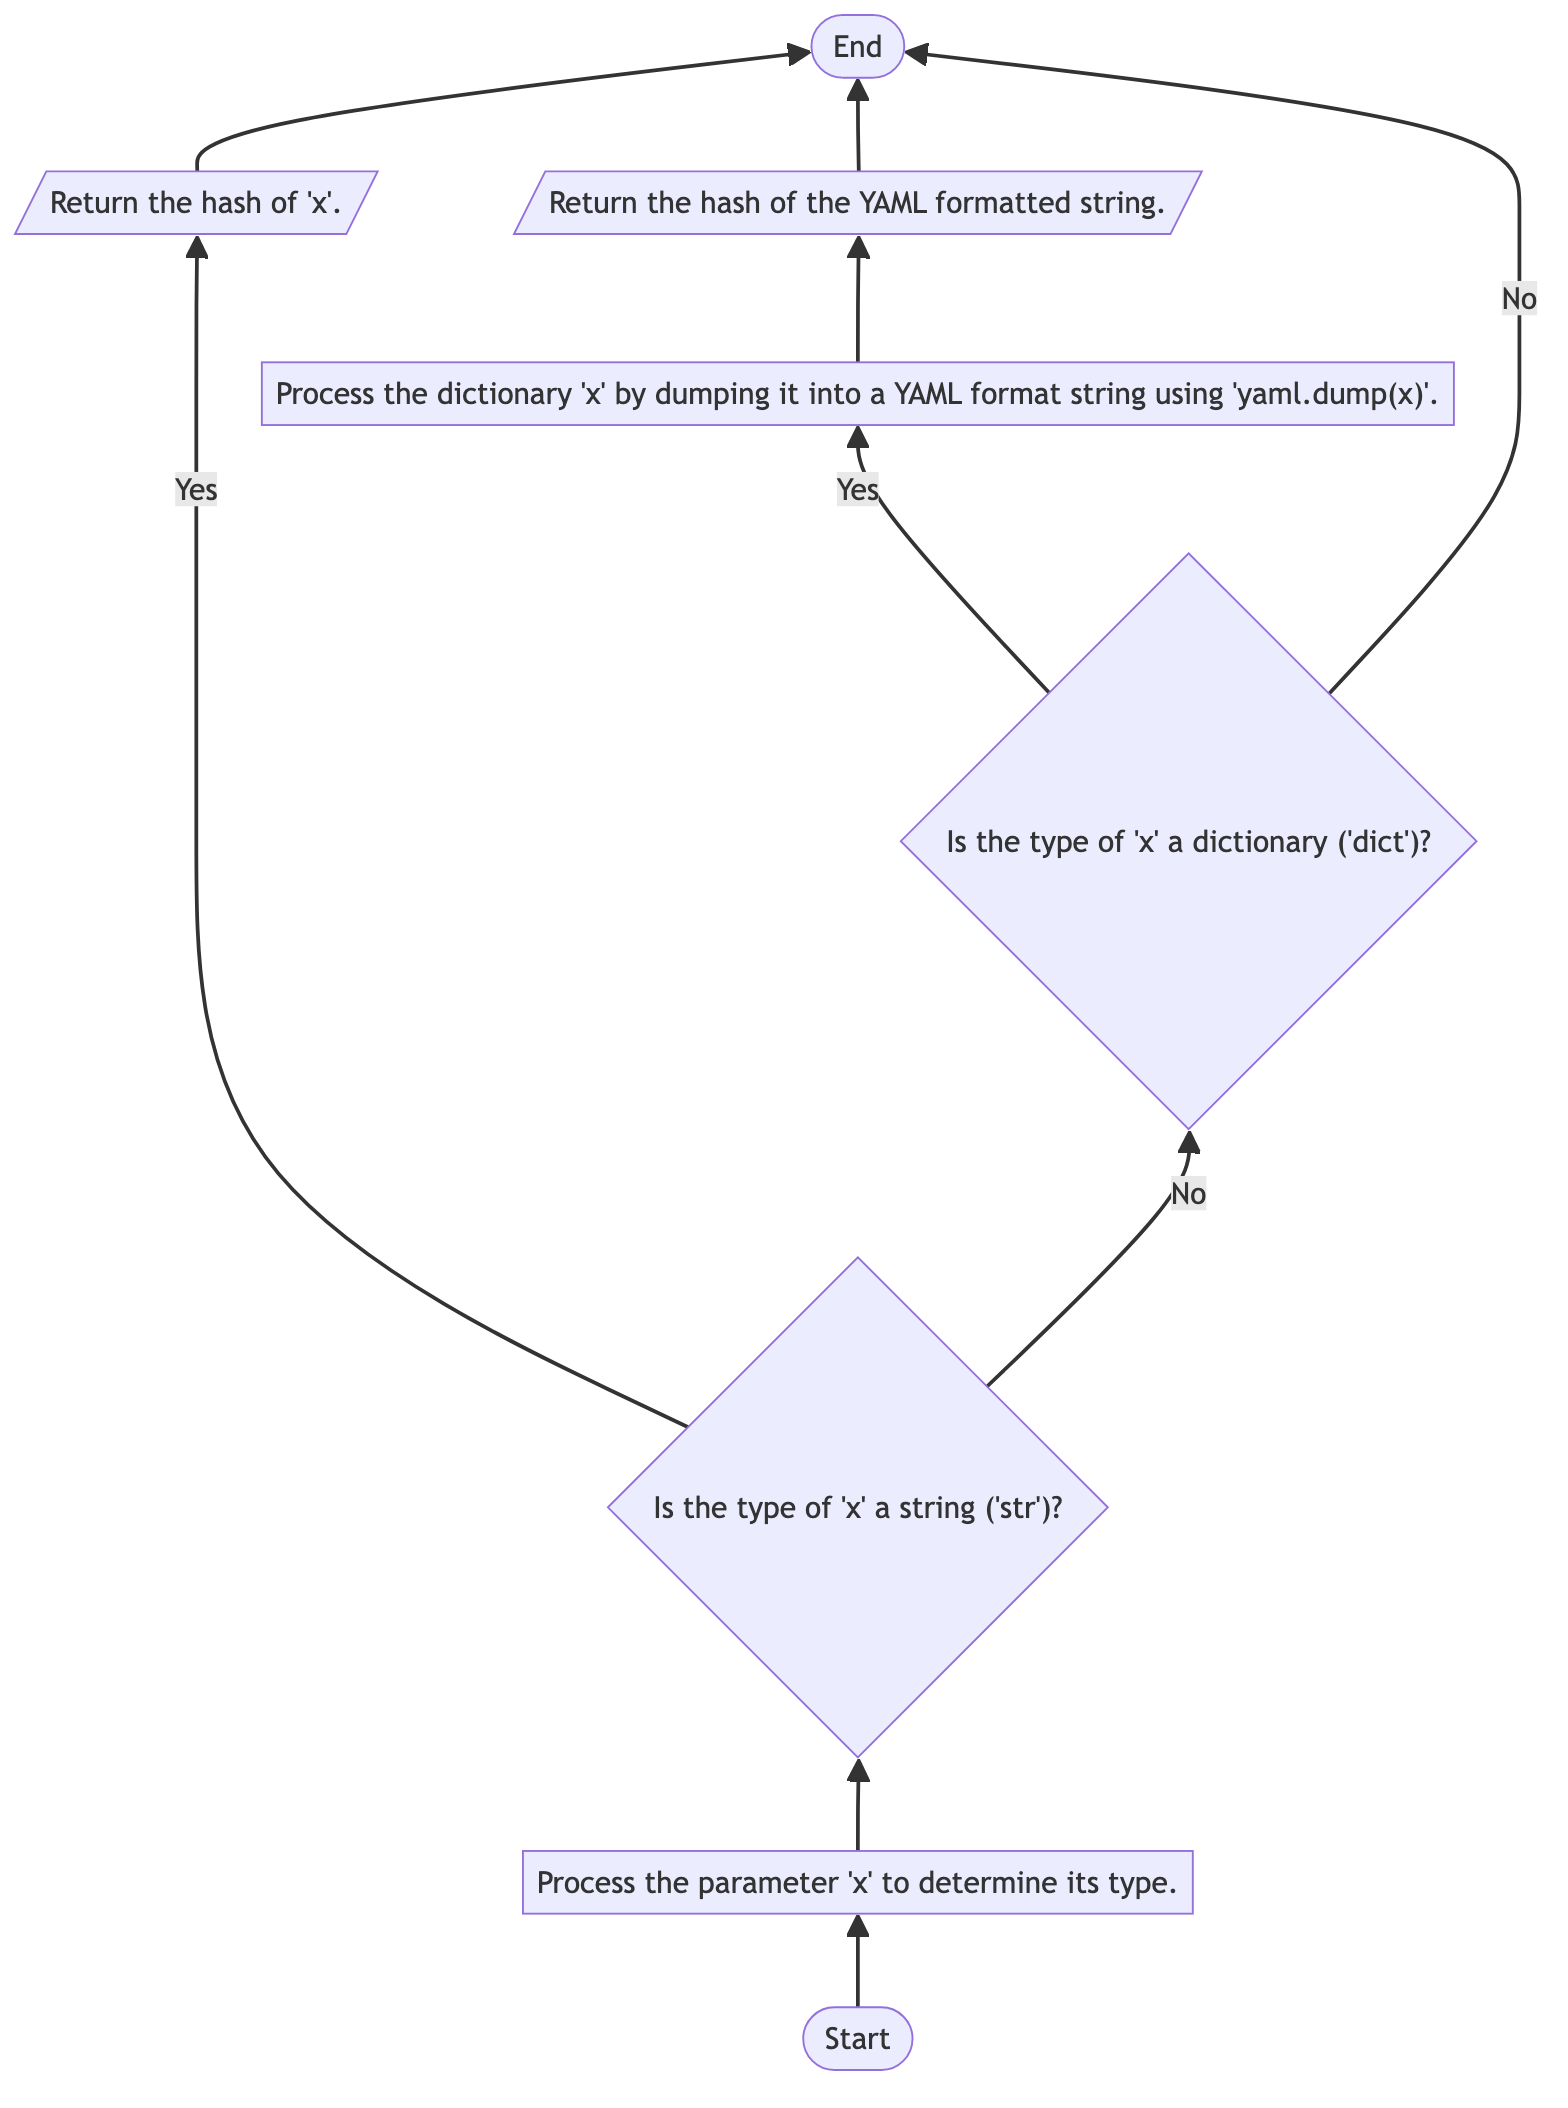 End
Return the hash of 'x'.
Return the hash of the YAML formatted string.
No
Process the dictionary 'x' by dumping it into a YAML format string using 'yaml.dump(x)'.
Yes
Yes
Is the type of 'x' a dictionary ('dict')?
No
Is the type of 'x' a string ('str')?
Process the parameter 'x' to determine its type.
Start